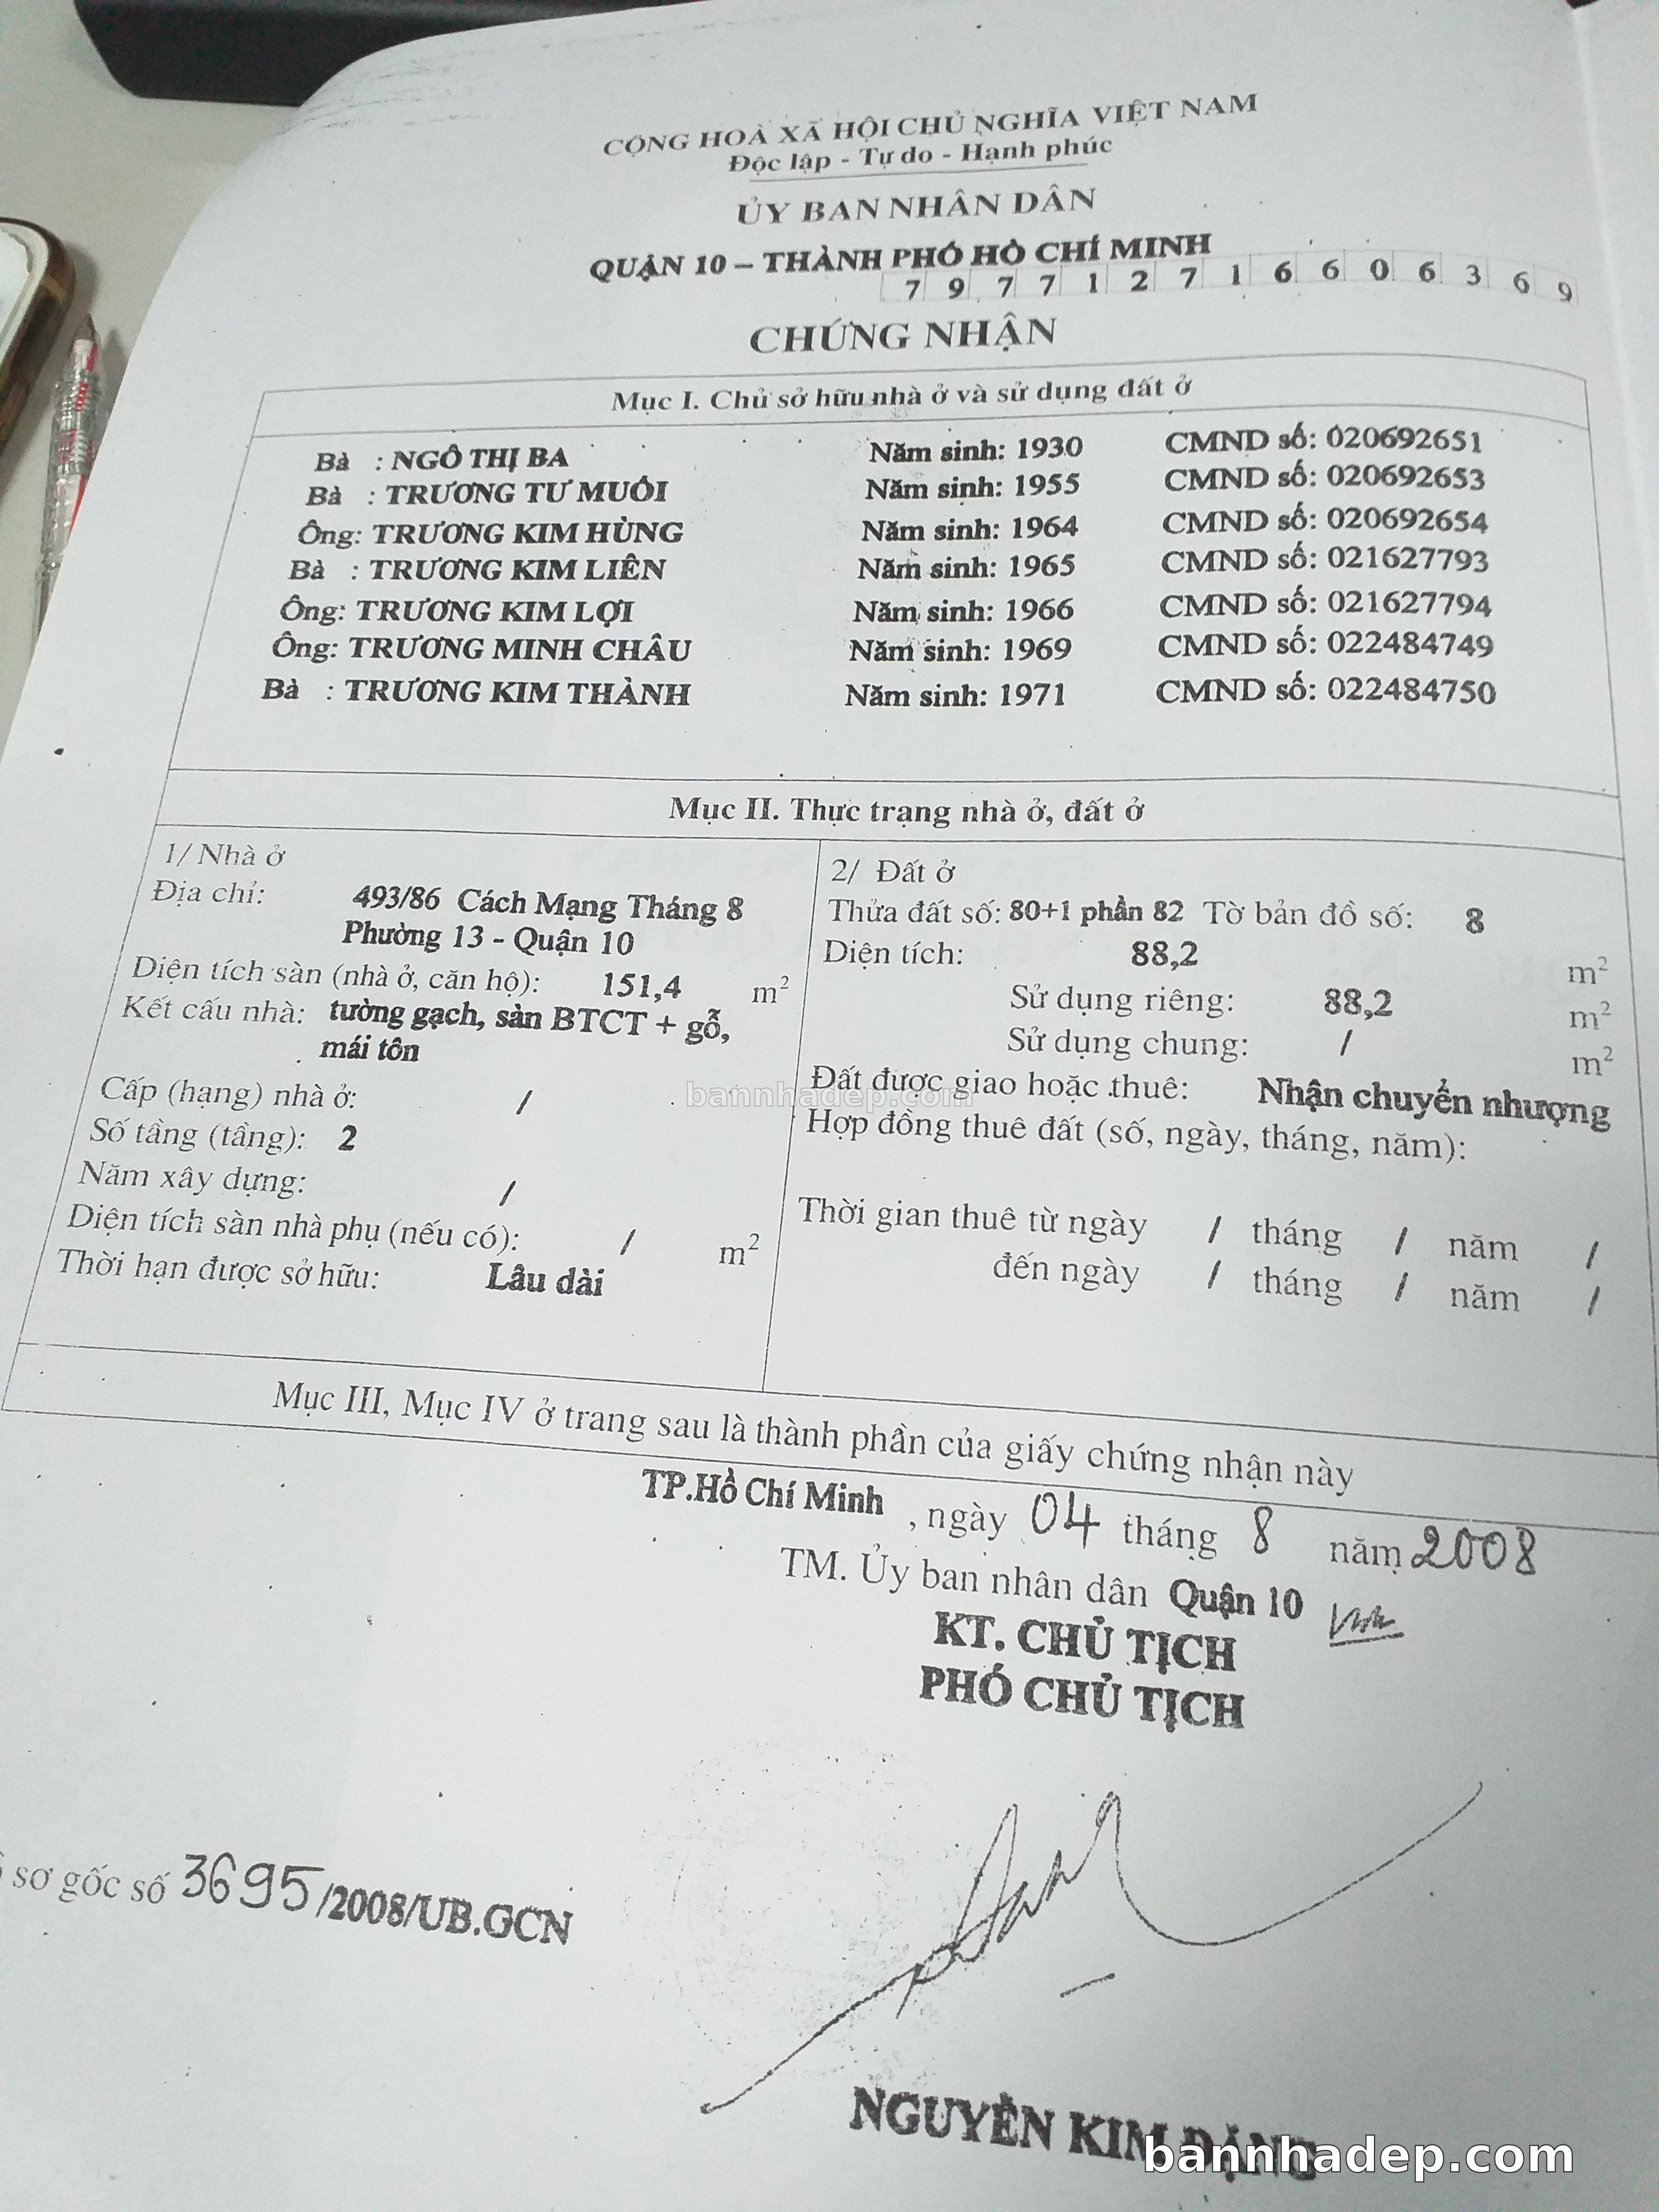 CỘNG HOÀ XÃ HỘI CHỦ NGHĨA VIỆT NAM
Độc lập - Tự do - Hạnh phúc
ỦY BAN NHÂN DÂN
QUẬN 10 – THÀNH PHỐ HỒ CHÍ MINH
7 9 7 7 1 2 7 1 6 6 0 6 3 6 9
CHỨNG NHẬN
Mục I. Chủ sở hữu nhà ở và sử dụng đất ở
Bà : NGÔ THỊ BA Năm sinh: 1930 CMND số: 020692651
Bà : TRƯƠNG TƯ MUÔI Năm sinh: 1955 CMND số: 020692653
Ông: TRƯƠNG KIM HÙNG Năm sinh: 1964 CMND số: 020692654
Bà : TRƯƠNG KIM LIÊN Năm sinh: 1965 CMND số: 021627793
Ông: TRƯƠNG KIM LỢI Năm sinh: 1966 CMND số: 021627794
Ông: TRƯƠNG MINH CHÂU Năm sinh: 1969 CMND số: 022484749
Bà : TRƯƠNG KIM THÀNH Năm sinh: 1971 CMND số: 022484750
Mục II. Thực trạng nhà ở, đất ở
1/ Nhà ở
Địa chỉ: 493/86 Cách Mạng Tháng 8
Phường 13 - Quận 10
Diện tích sàn (nhà ở, căn hộ): 151,4 m²
Kết cấu nhà: tường gạch, sàn BTCT + gỗ,
mái tôn
Cấp (hạng) nhà ở: /
Số tầng (tầng): 2
Năm xây dựng: /
Diện tích sàn nhà phụ (nếu có): / m²
Thời hạn được sở hữu: Lâu dài
2/ Đất ở
Thửa đất số: 80+1 phần 82 Tờ bản đồ số: 8
Diện tích: 88,2 m²
Sử dụng riêng: 88,2 m²
Sử dụng chung: / m²
Đất được giao hoặc thuê: Nhận chuyển nhượng
Hợp đồng thuê đất (số, ngày, tháng, năm):
Thời gian thuê từ ngày / tháng / năm /
đến ngày / tháng / năm /
bannhadep.com
Mục III, Mục IV ở trang sau là thành phần của giấy chứng nhận này
TP.Hồ Chí Minh , ngày 04 tháng 8 năm 2008
TM. Ủy ban nhân dân Quận 10
KT. CHỦ TỊCH
PHÓ CHỦ TỊCH
sơ gốc số 3695/2008/UB.GCN
NGUYỄN KIM ĐẶNG
bannhadep.com